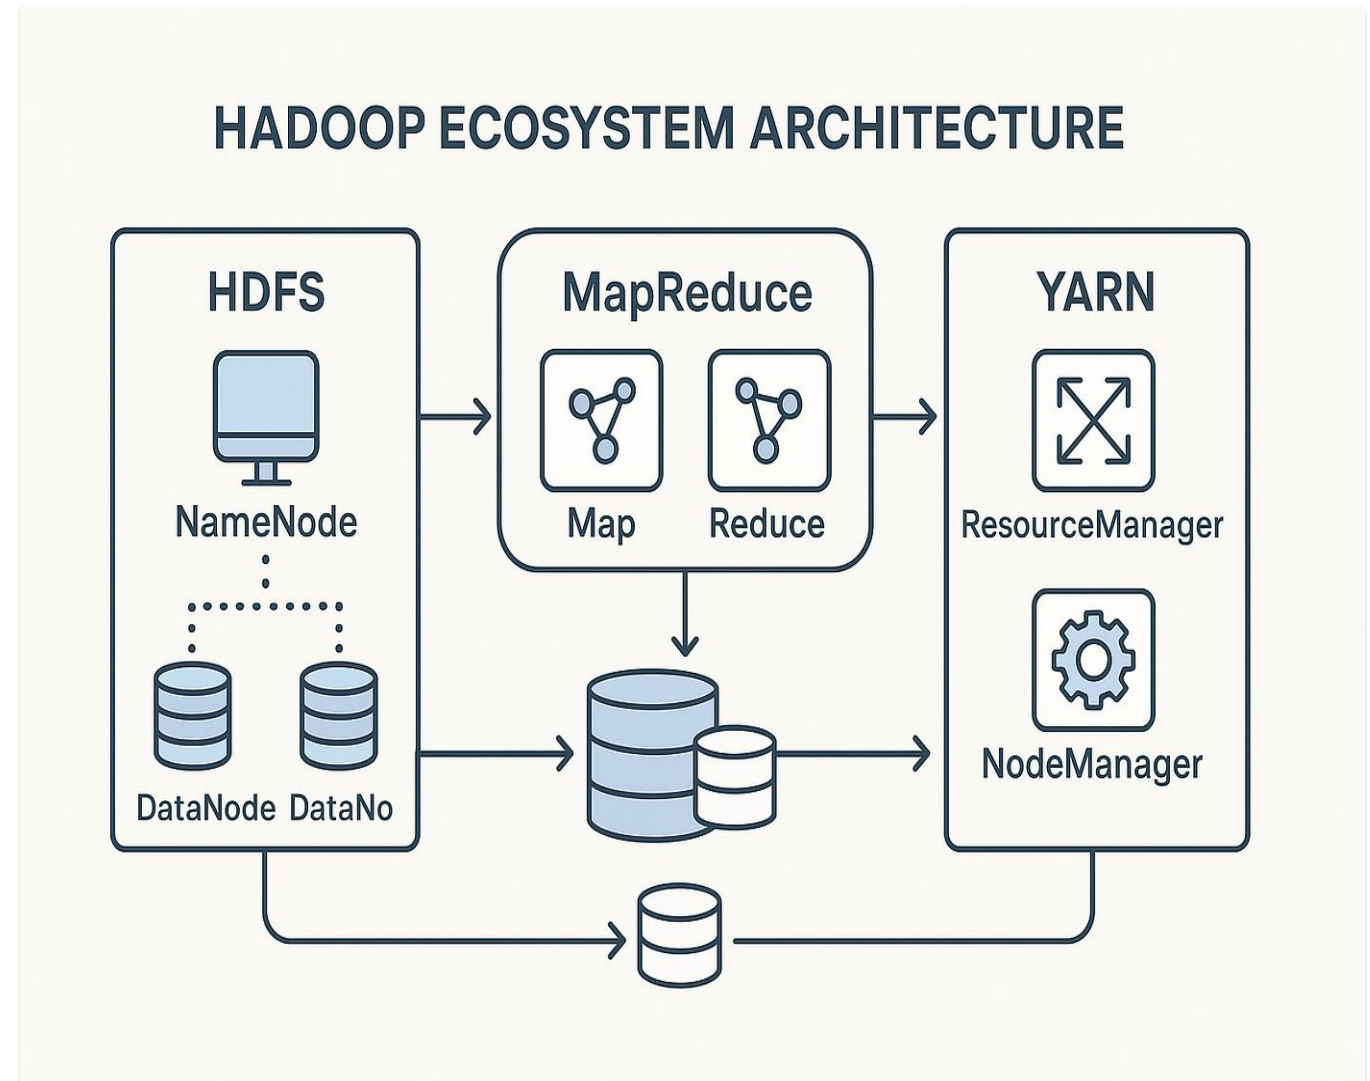 HADOOP ECOSYSTEM ARCHITECTURE
HDFS
NameNode
DataNode DataNo
MapReduce
Map Reduce
YARN
ResourceManager
NodeManager